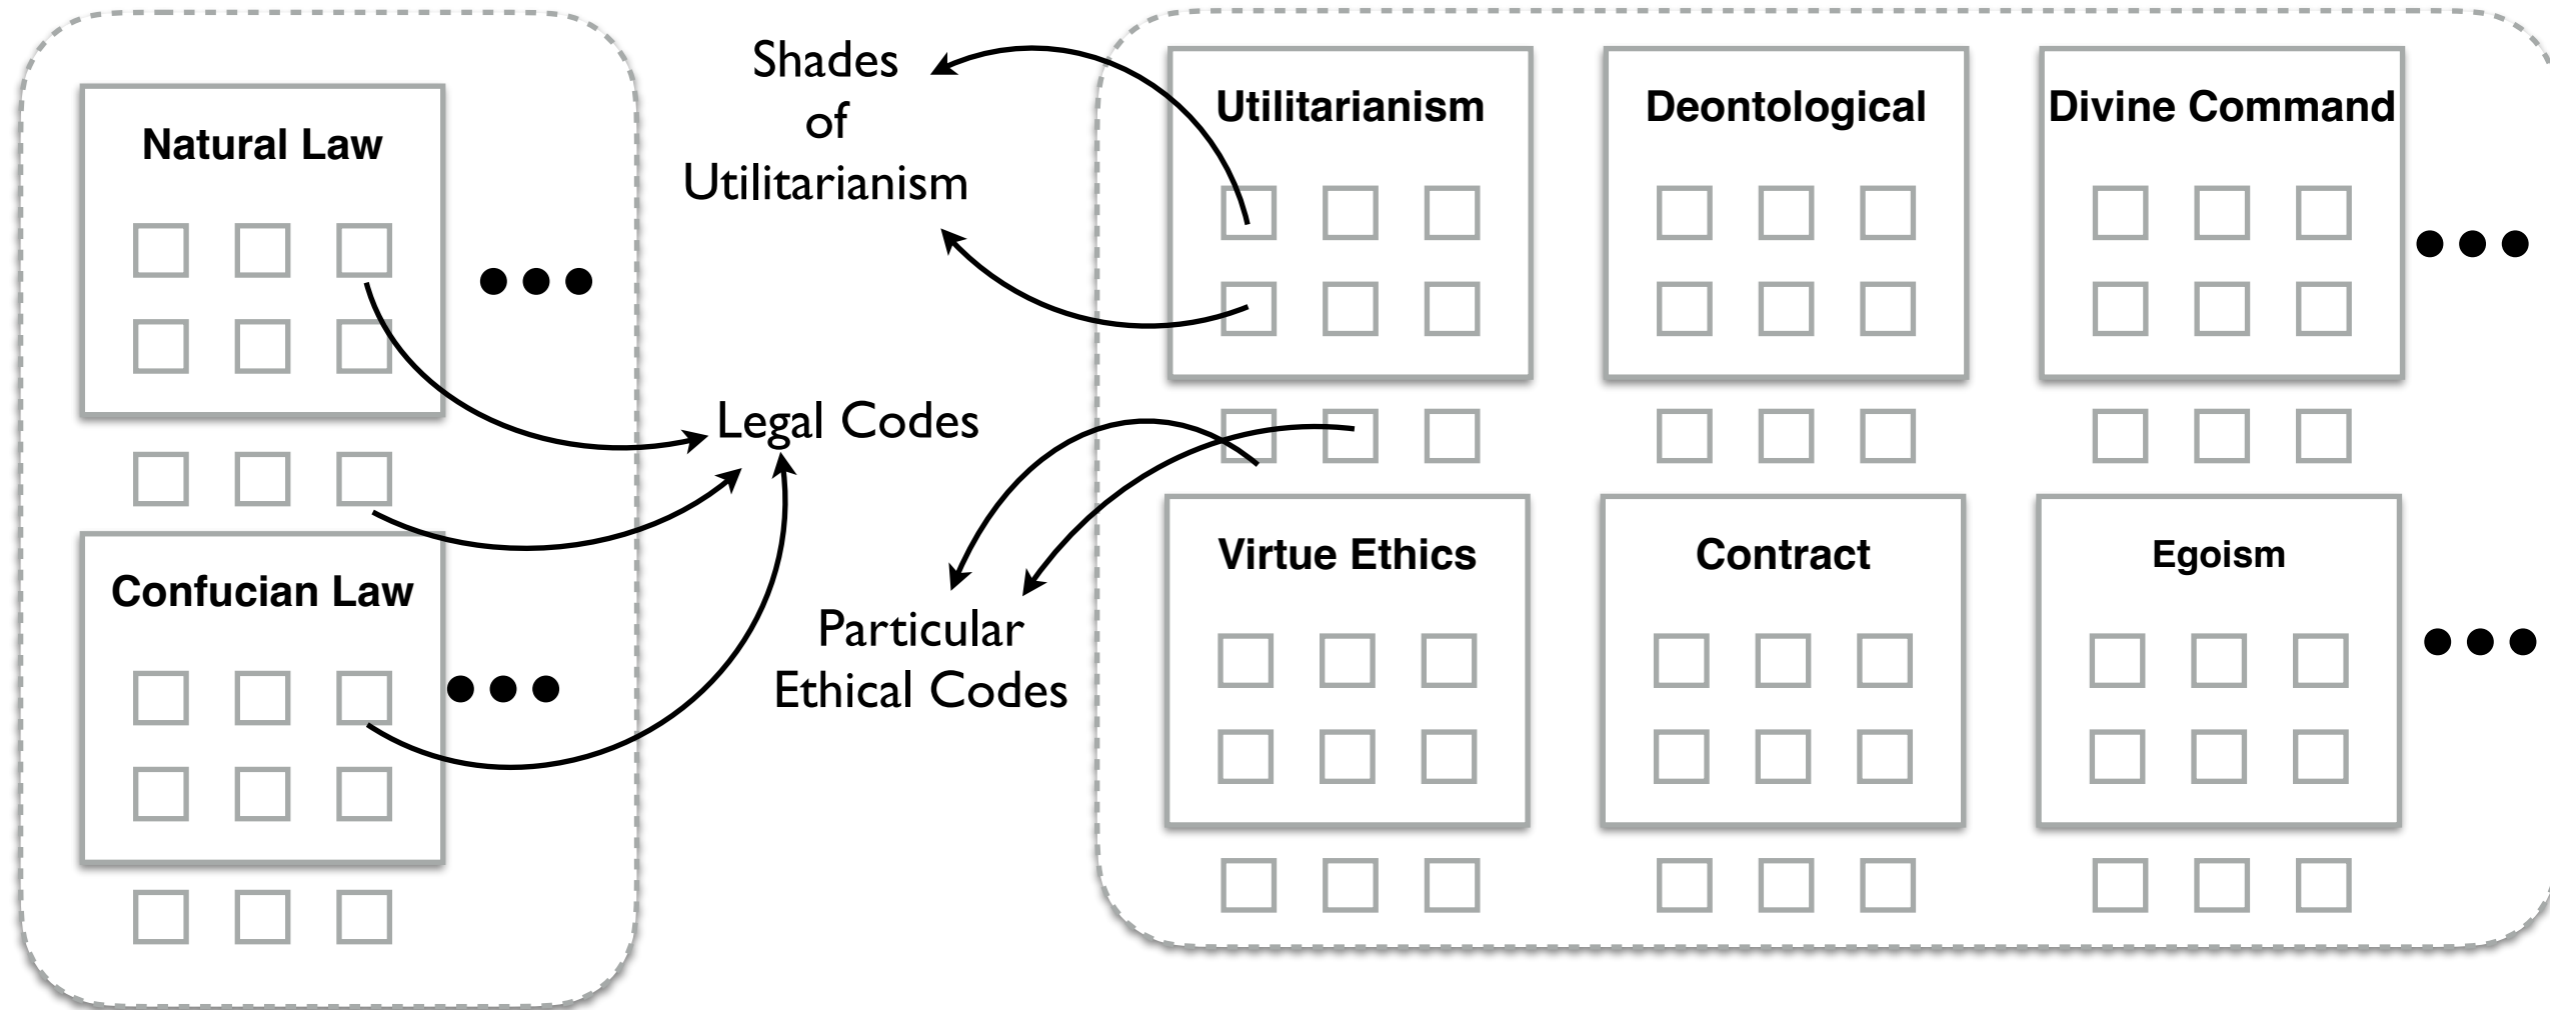 Natural Law
Confucian Law
Shades
of
Utilitarianism
Legal Codes
Particular
Ethical Codes
Utilitarianism
Deontological
Divine Command
Virtue Ethics
Contract
Egoism